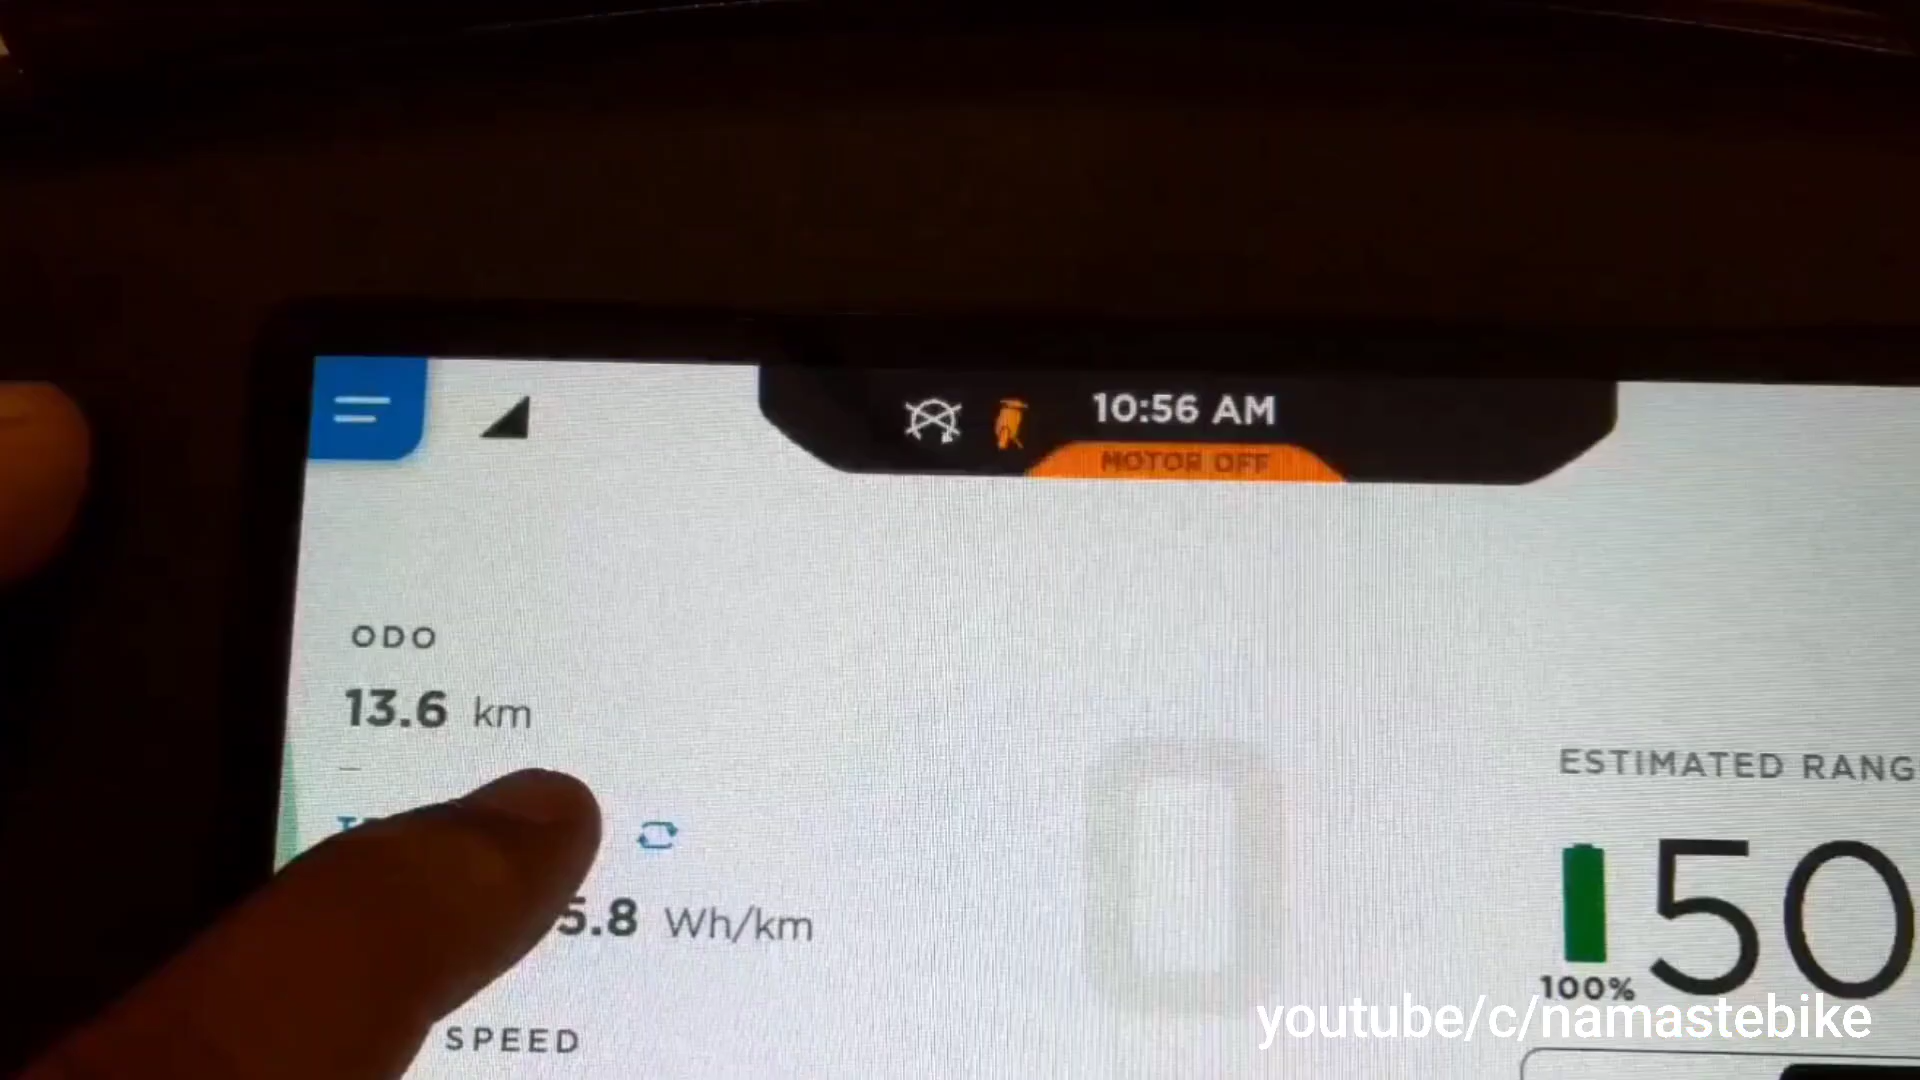 10:56 AM
MOTOR OFF
ODO
13.6 km
ESTIMATED RANG
5.8 Wh/km
50
100%
SPEED
youtube/c/namastebike